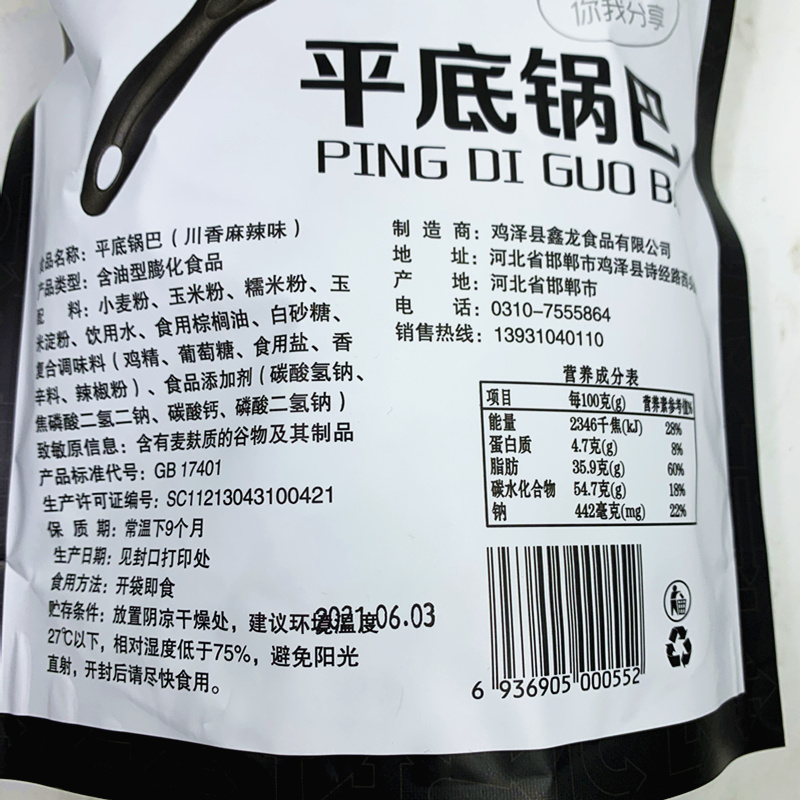 你我分享
平底锅巴
PING DI GUO B
食品名称：平底锅巴（川香麻辣味）
产品类型：含油型膨化食品
配 料：小麦粉、玉米粉、糯米粉、玉
米淀粉、饮用水、食用棕榈油、白砂糖、
复合调味料（鸡精、葡萄糖、食用盐、香
辛料、辣椒粉）、食品添加剂（碳酸氢钠、
焦磷酸二氢二钠、碳酸钙、磷酸二氢钠）
致敏原信息：含有麦麸质的谷物及其制品
产品标准代号：GB 17401
生产许可证编号：SC11213043100421
保 质 期：常温下9个月
生产日期：见封口打印处
食用方法：开袋即食
贮存条件：放置阴凉干燥处，建议环境温度
2021.06.03
27℃以下，相对湿度低于75%，避免阳光
直射，开封后请尽快食用。
制 造 商：鸡泽县鑫龙食品有限公司
地 址：河北省邯郸市鸡泽县诗经路西头
产 地：河北省邯郸市
电 话：0310-7555864
销售热线：13931040110
营养成分表
项目 每100克(g) 营养素参考值%
能量 2346千焦(kJ) 28%
蛋白质 4.7克(g) 8%
脂肪 35.9克(g) 60%
碳水化合物 54.7克(g) 18%
钠 442毫克(mg) 22%
6 936905 000552